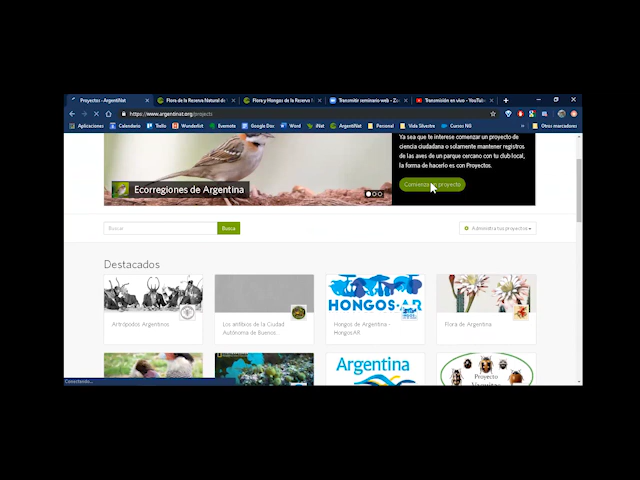 Proyectos - ArgentiNat
Flora de la Reserva Natural de
Flora y Hongos de la Reserva N
Transmitir seminario web - Zo
Transmisión en vivo - YouTub
https://www.argentinat.org/projects
Aplicaciones
Calendario
Trello
Wunderlist
Evernote
Google Doc
Word
iNat
ArgentiNat
Personal
Vida Silvestre
Cursos NG
»
Otros marcadores
Ecorregiones de Argentina
Ya sea que te interese comenzar un proyecto de
ciencia ciudadana o solamente mantener registros
de las aves de un parque cercano con tu club local,
la forma de hacerlo es con Proyectos.
Comienza un proyecto
Buscar
Busca
Administra tus proyectos
Destacados
Artrópodos Argentinos
Los anfibios de la Ciudad
Autónoma de Buenos...
HONGOS.AR
Hongos de Argentina -
HongosAR
Flora de Argentina
Argentina
Proyecto
Conectando...